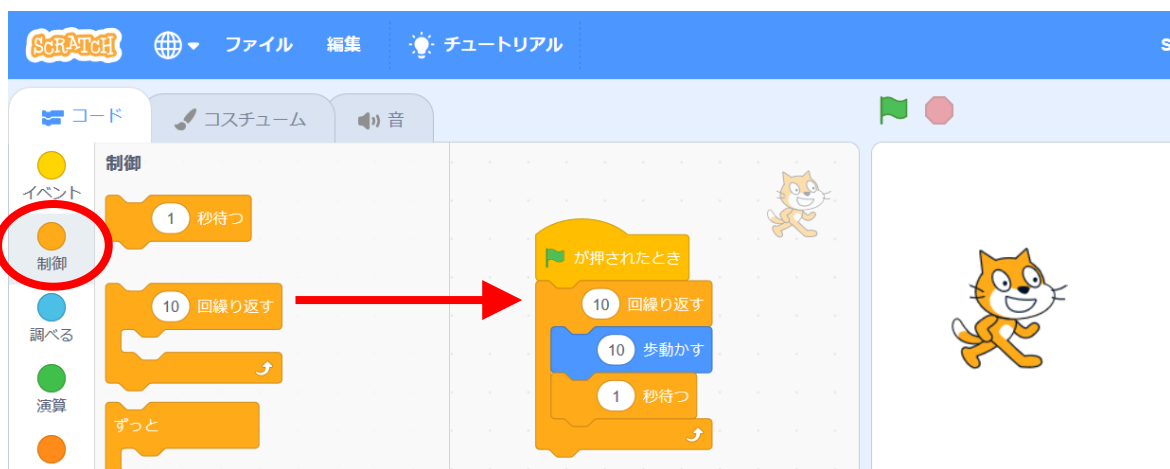 SCRATCH
ファイル
編集
チュートリアル
S
コード
コスチューム
音
イベント
制御
調べる
演算
制御
1 秒待つ
10 回繰り返す
ずっと
が押されたとき
10 回繰り返す
10 歩動かす
1 秒待つ